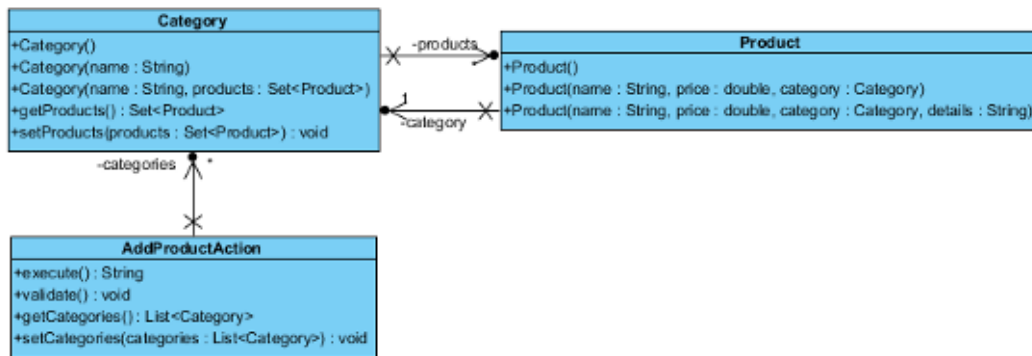 Category
+Category()
+Category(name : String)
+Category(name : String, products : Set<Product>)
+getProducts() : Set<Product>
+setProducts(products : Set<Product>) : void
-products
1
-category
Product
+Product()
+Product(name : String, price : double, category : Category)
+Product(name : String, price : double, category : Category, details : String)
-categories
*
AddProductAction
+execute() : String
+validate() : void
+getCategories() : List<Category>
+setCategories(categories : List<Category>) : void